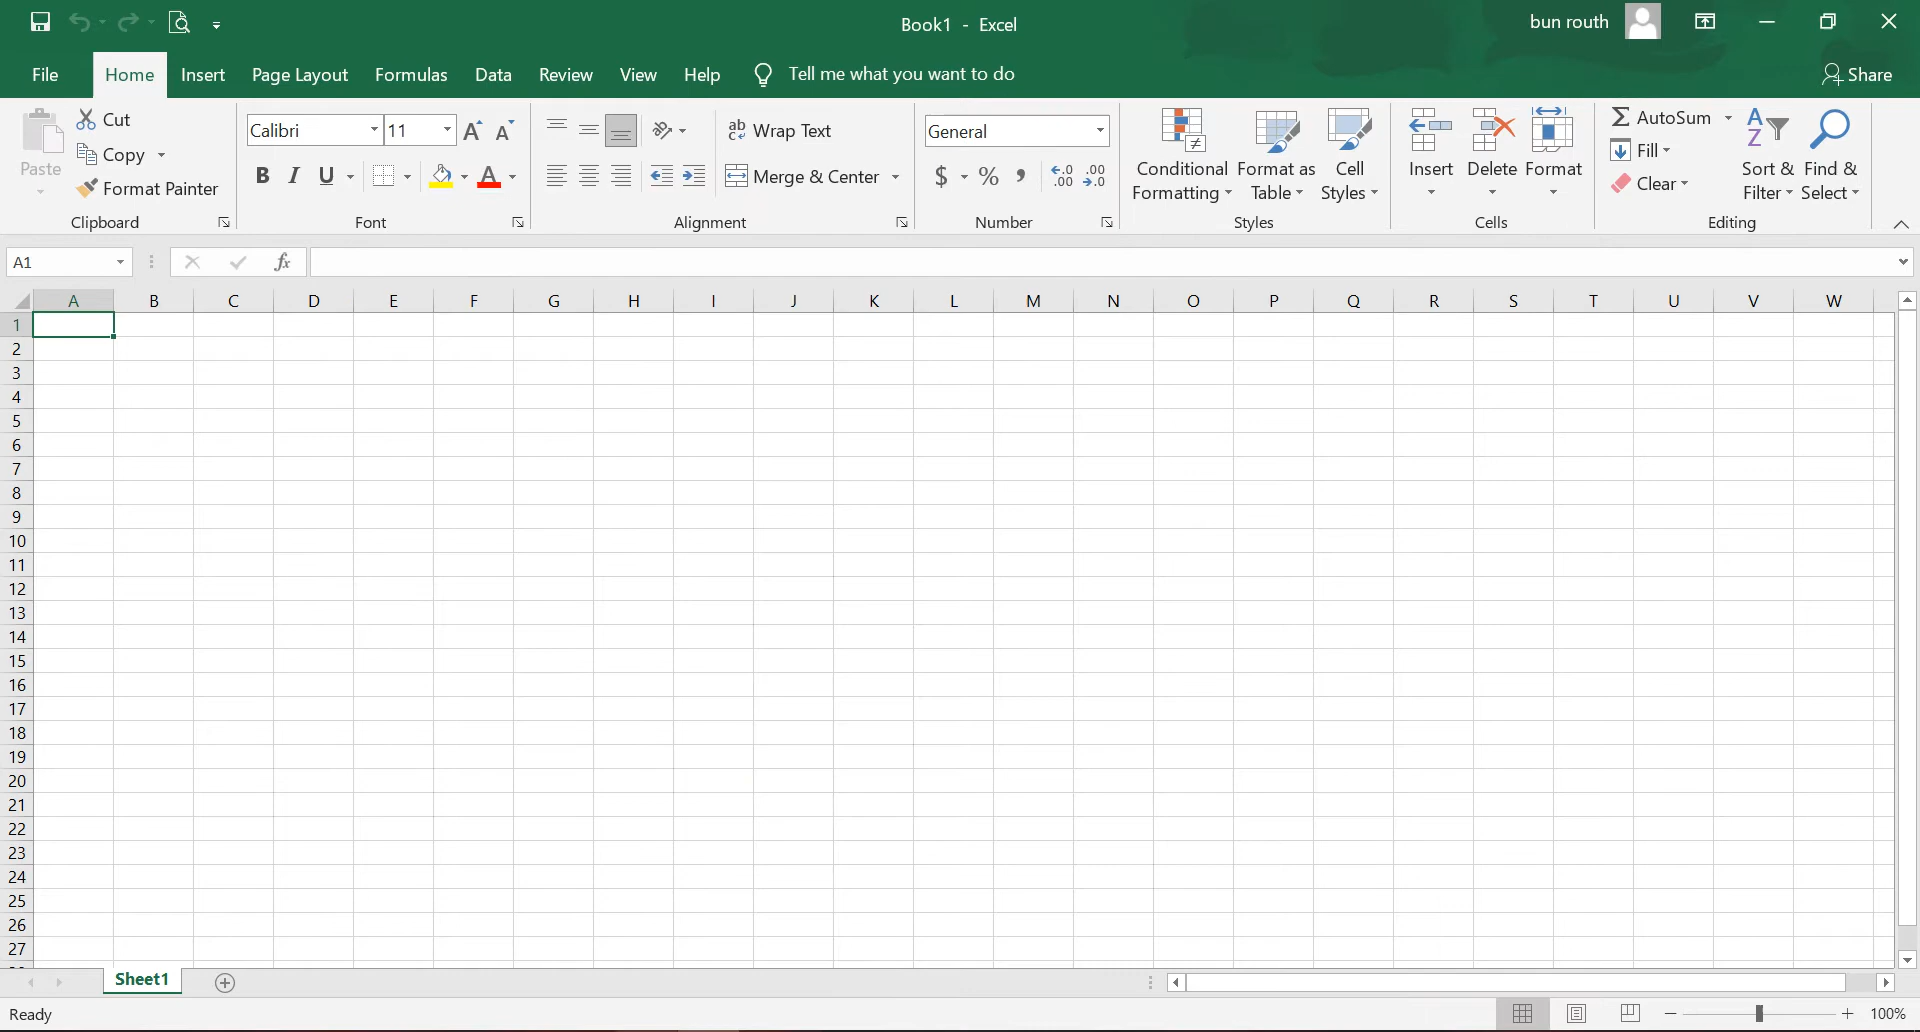 Book1 - Excel
bun routh
File Home Insert Page Layout Formulas Data Review View Help Tell me what you want to do Share
Paste
Cut
Copy
Format Painter
Clipboard
Calibri 11
B I U A
Font
Wrap Text
Merge & Center
Alignment
General
$ % , .00 .0
Number
Conditional Formatting
Format as Table
Cell Styles
Styles
Insert Delete Format
Cells
AutoSum
Fill
Clear
Sort & Filter
Find & Select
Editing
A1 fx
A B C D E F G H I J K L M N O P Q R S T U V W
1
2
3
4
5
6
7
8
9
10
11
12
13
14
15
16
17
18
19
20
21
22
23
24
25
26
27
Sheet1
Ready 100%